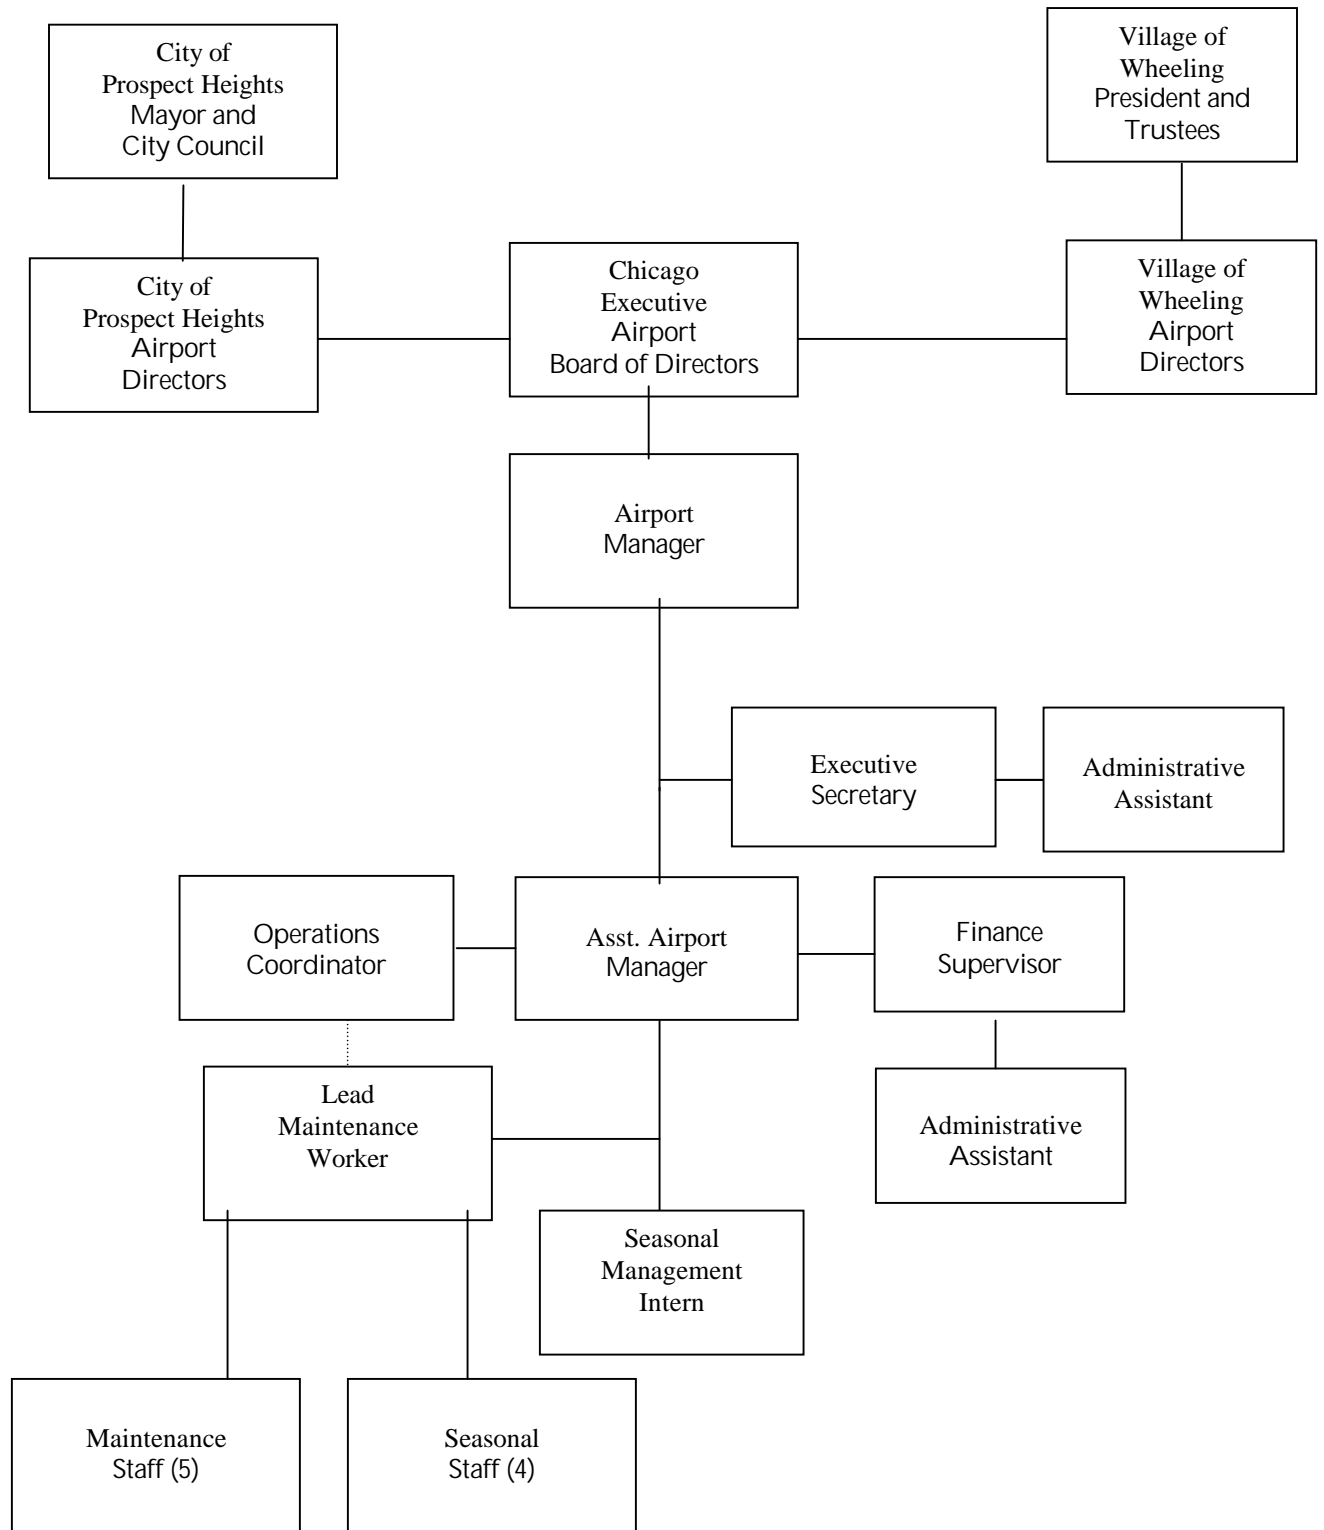 City of
Prospect Heights
Mayor and
City Council
Village of
Wheeling
President and
Trustees
City of
Prospect Heights
Airport
Directors
Chicago
Executive
Airport
Board of Directors
Village of
Wheeling
Airport
Directors
Airport
Manager
Executive
Secretary
Administrative
Assistant
Operations
Coordinator
Asst. Airport
Manager
Finance
Supervisor
Lead
Maintenance
Worker
Administrative
Assistant
Seasonal
Management
Intern
Maintenance
Staff (5)
Seasonal
Staff (4)